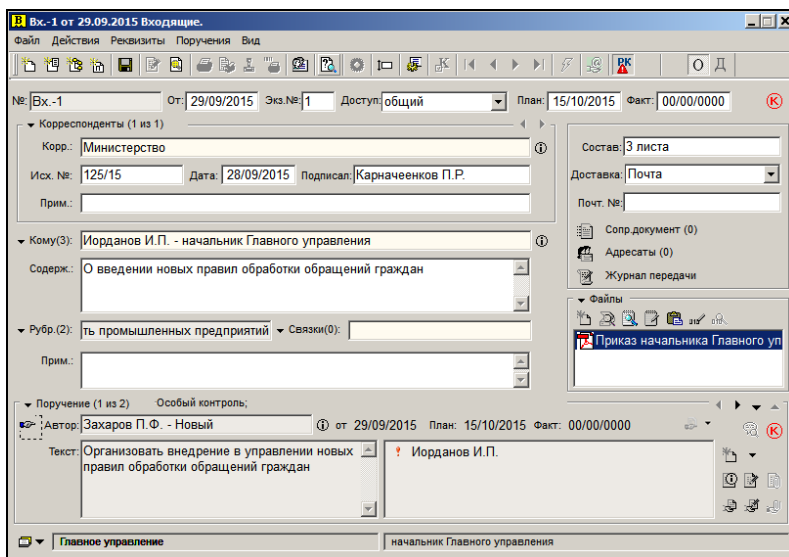 Вх.-1 от 29.09.2015 Входящие.
Файл Действия Реквизиты Поручения Вид
РК О Д
№: Вх.-1 От: 29/09/2015 Экз.№: 1 Доступ: общий План: 15/10/2015 Факт: 00/00/0000 К
Корреспонденты (1 из 1)
Корр.: Министерство
Исх. №: 125/15 Дата: 28/09/2015 Подписал: Карначеенков П.Р.
Прим.:
Состав: 3 листа
Доставка: Почта
Почт. №:
Сопр.документ (0)
Адресаты (0)
Журнал передачи
Кому(3): Иорданов И.П. - начальник Главного управления
Содерж.: О введении новых правил обработки обращений граждан
Файлы
Приказ начальника Главного уп
Рубр.(2): ть промышленных предприятий Связки(0):
Прим.:
Поручение (1 из 2) Особый контроль;
Автор: Захаров П.Ф. - Новый от 29/09/2015 План: 15/10/2015 Факт: 00/00/0000 К
Текст: Организовать внедрение в управлении новых
правил обработки обращений граждан
! Иорданов И.П.
Главное управление начальник Главного управления